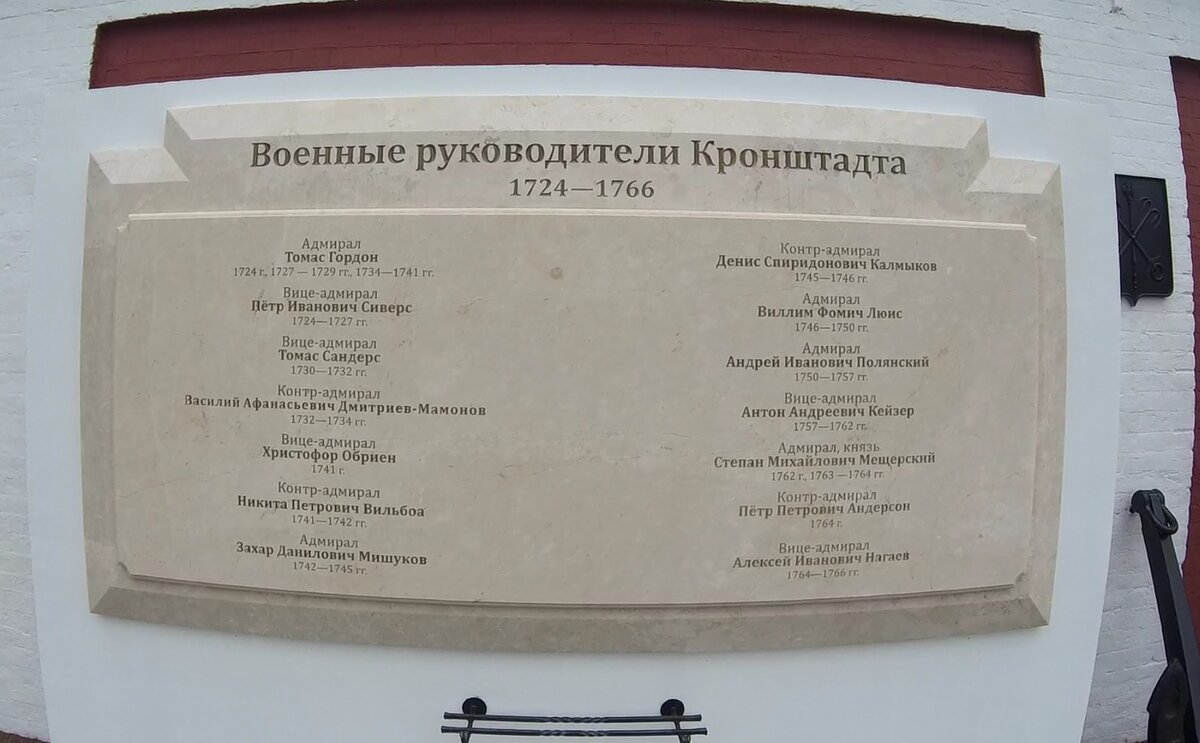 Военные руководители Кронштадта
1724—1766
Адмирал
Томас Гордон
1724 г., 1727 — 1729 гг., 1734—1741 гг.
Вице-адмирал
Пётр Иванович Сиверс
1724—1727 гг.
Вице-адмирал
Томас Сандерс
1730—1732 гг.
Контр-адмирал
Василий Афанасьевич Дмитриев-Мамонов
1732—1734 гг.
Вице-адмирал
Христофор Обриен
1741 г.
Контр-адмирал
Никита Петрович Вильбоа
1741—1742 гг.
Адмирал
Захар Данилович Мишуков
1742—1745 гг.
Контр-адмирал
Денис Спиридонович Калмыков
1745—1746 гг.
Адмирал
Виллим Фомич Люис
1746—1750 гг.
Адмирал
Андрей Иванович Полянский
1750—1757 гг.
Вице-адмирал
Антон Андреевич Кейзер
1757—1762 гг.
Адмирал, князь
Степан Михайлович Мещерский
1762 г., 1763 —1764 гг.
Контр-адмирал
Пётр Петрович Андерсон
1764 г.
Вице-адмирал
Алексей Иванович Нагаев
1764—1766 гг.